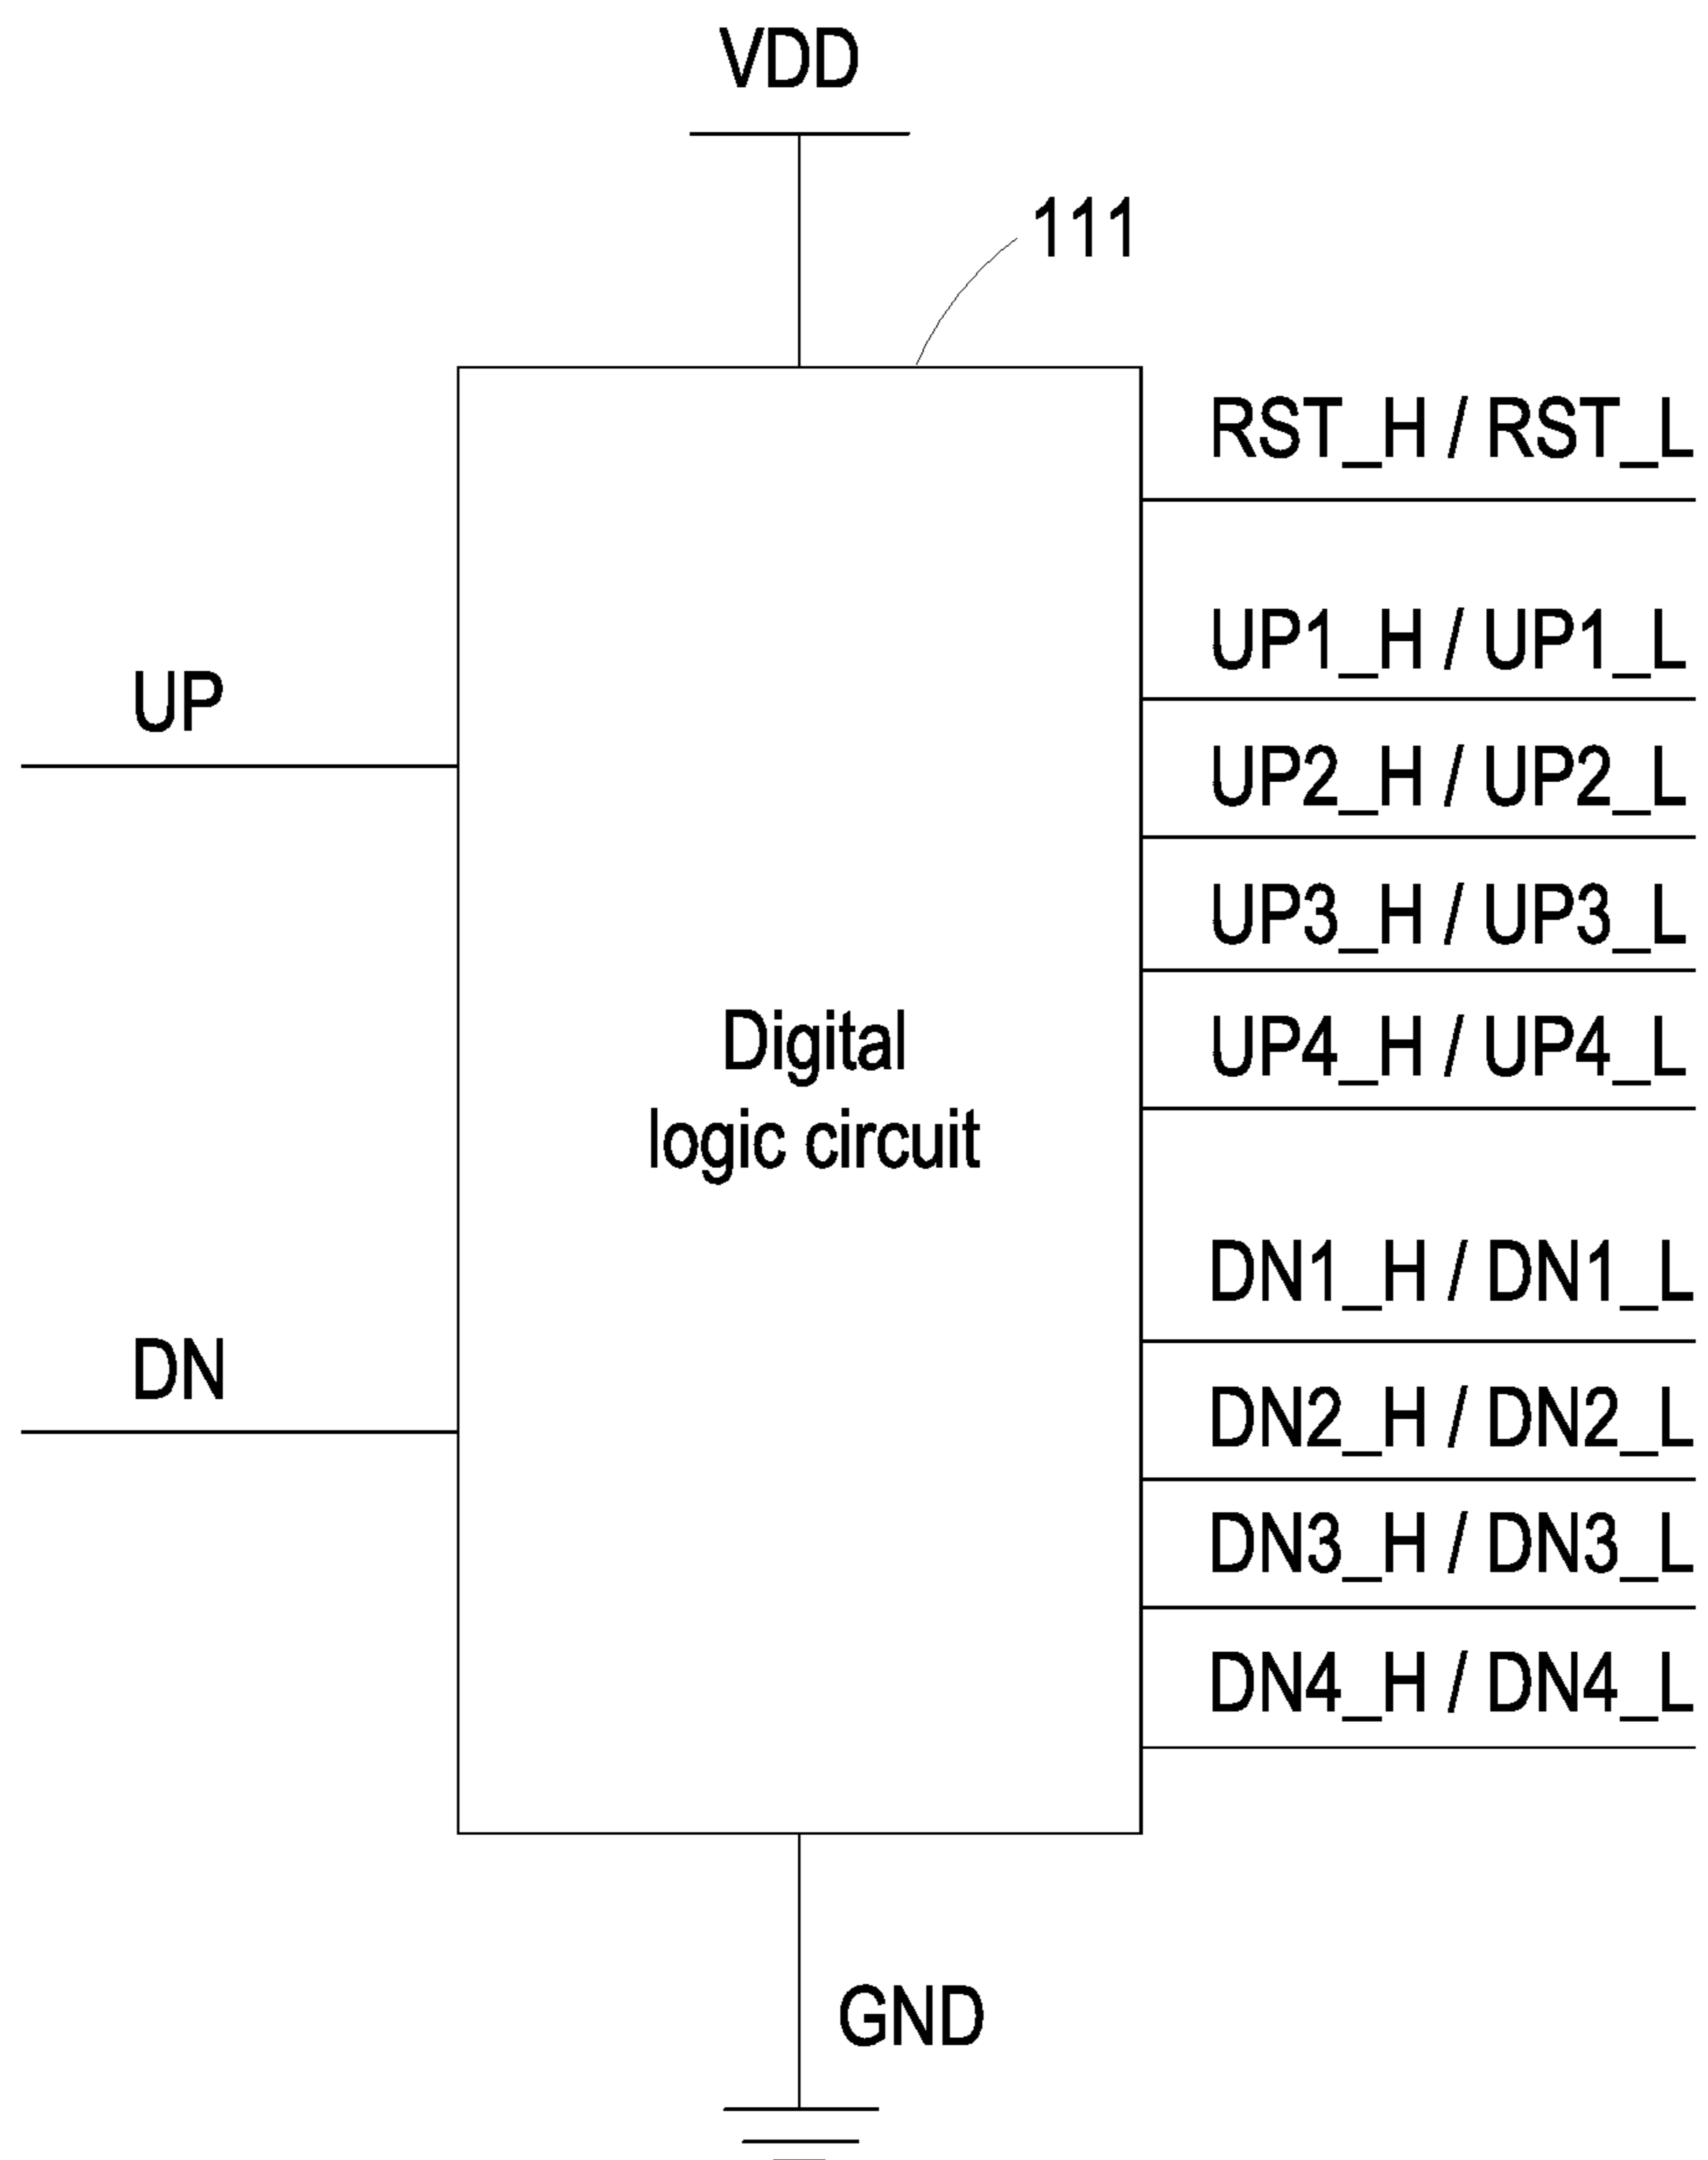 VDD
111
RST_H / RST_L
UP1_H / UP1_L
UP
UP2_H / UP2_L
UP3_H / UP3_L
Digital
logic circuit
UP4_H / UP4_L
DN1_H / DN1_L
DN
DN2_H / DN2_L
DN3_H / DN3_L
DN4_H / DN4_L
GND